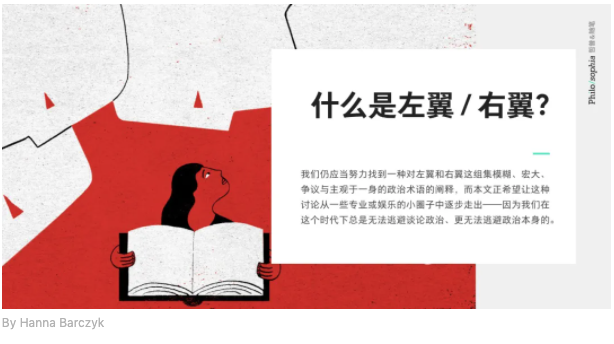 什么是左翼 / 右翼？
我们仍应当努力找到一种对左翼和右翼这组集模糊、宏大、
争议与主观于一身的政治术语的阐释，而本文正希望让这种
讨论从一些专业或娱乐的小圈子中逐步走出——因为我们在
这个时代下总是无法逃避谈论政治、更无法逃避政治本身的。
Philosophia 哲学&随笔
By Hanna Barczyk